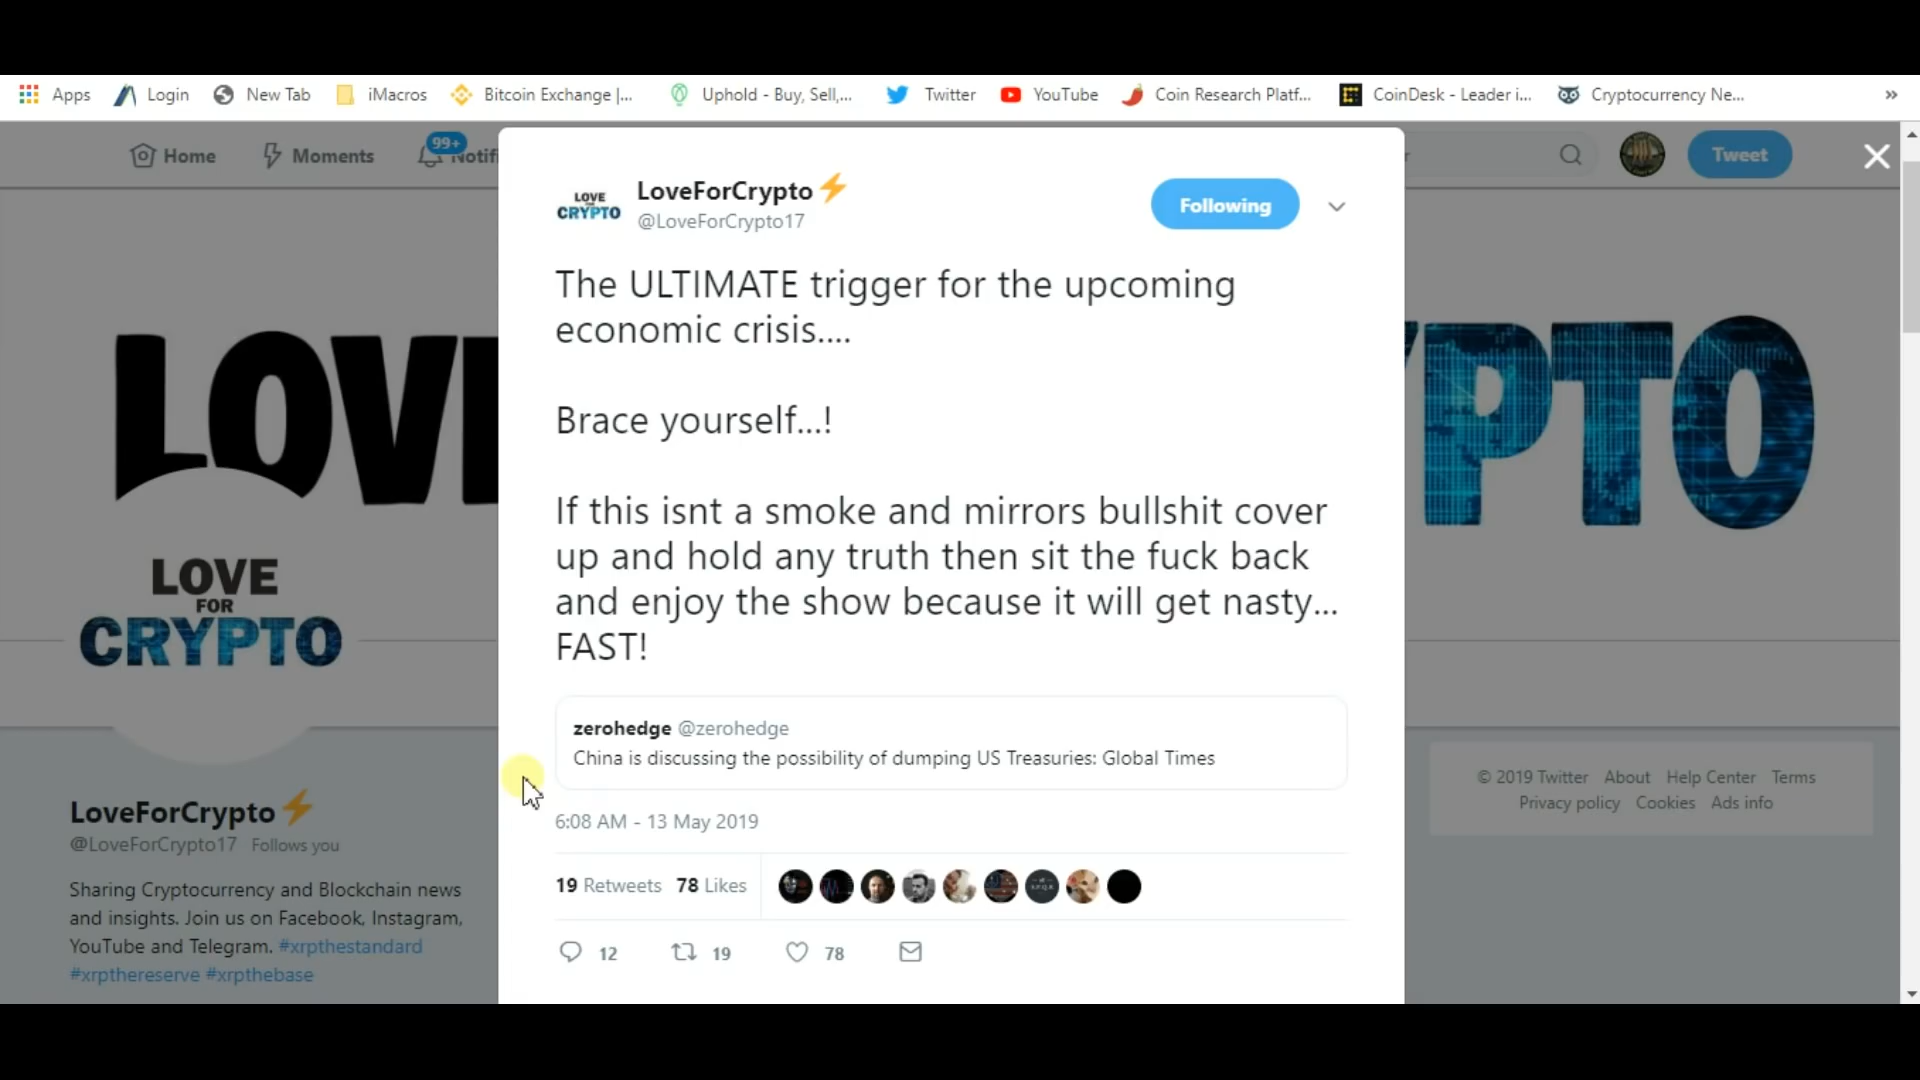 Apps Login New Tab iMacros Bitcoin Exchange |... Uphold - Buy, Sell,... Twitter YouTube Coin Research Platf... CoinDesk - Leader i... Cryptocurrency Ne... »
Home Moments 99+ Notifi Tweet
LOVE FOR CRYPTO
LoveForCrypto⚡
@LoveForCrypto17
Following
The ULTIMATE trigger for the upcoming
economic crisis....
Brace yourself...!
If this isnt a smoke and mirrors bullshit cover
up and hold any truth then sit the fuck back
and enjoy the show because it will get nasty...
FAST!
zerohedge @zerohedge
China is discussing the possibility of dumping US Treasuries: Global Times
6:08 AM - 13 May 2019
19 Retweets 78 Likes
12 19 78
LOVE
PTO
LOVE
FOR
CRYPTO
LoveForCrypto⚡
@LoveForCrypto17 Follows you
Sharing Cryptocurrency and Blockchain news
and insights. Join us on Facebook, Instagram,
YouTube and Telegram. #xrpthestandard
#xrpthereserve #xrpthebase
© 2019 Twitter About Help Center Terms
Privacy policy Cookies Ads info